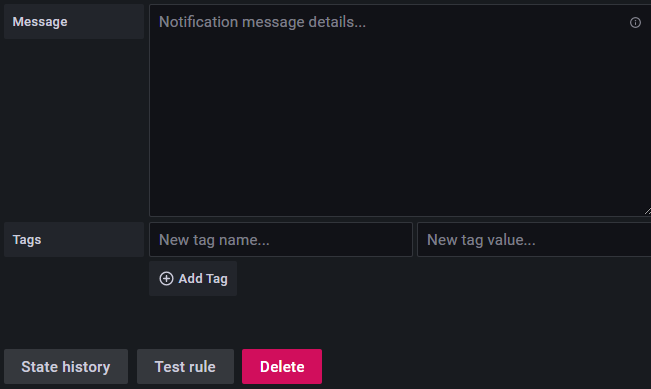 Message
Notification message details...
Tags
New tag name...
New tag value...
Add Tag
State history
Test rule
Delete